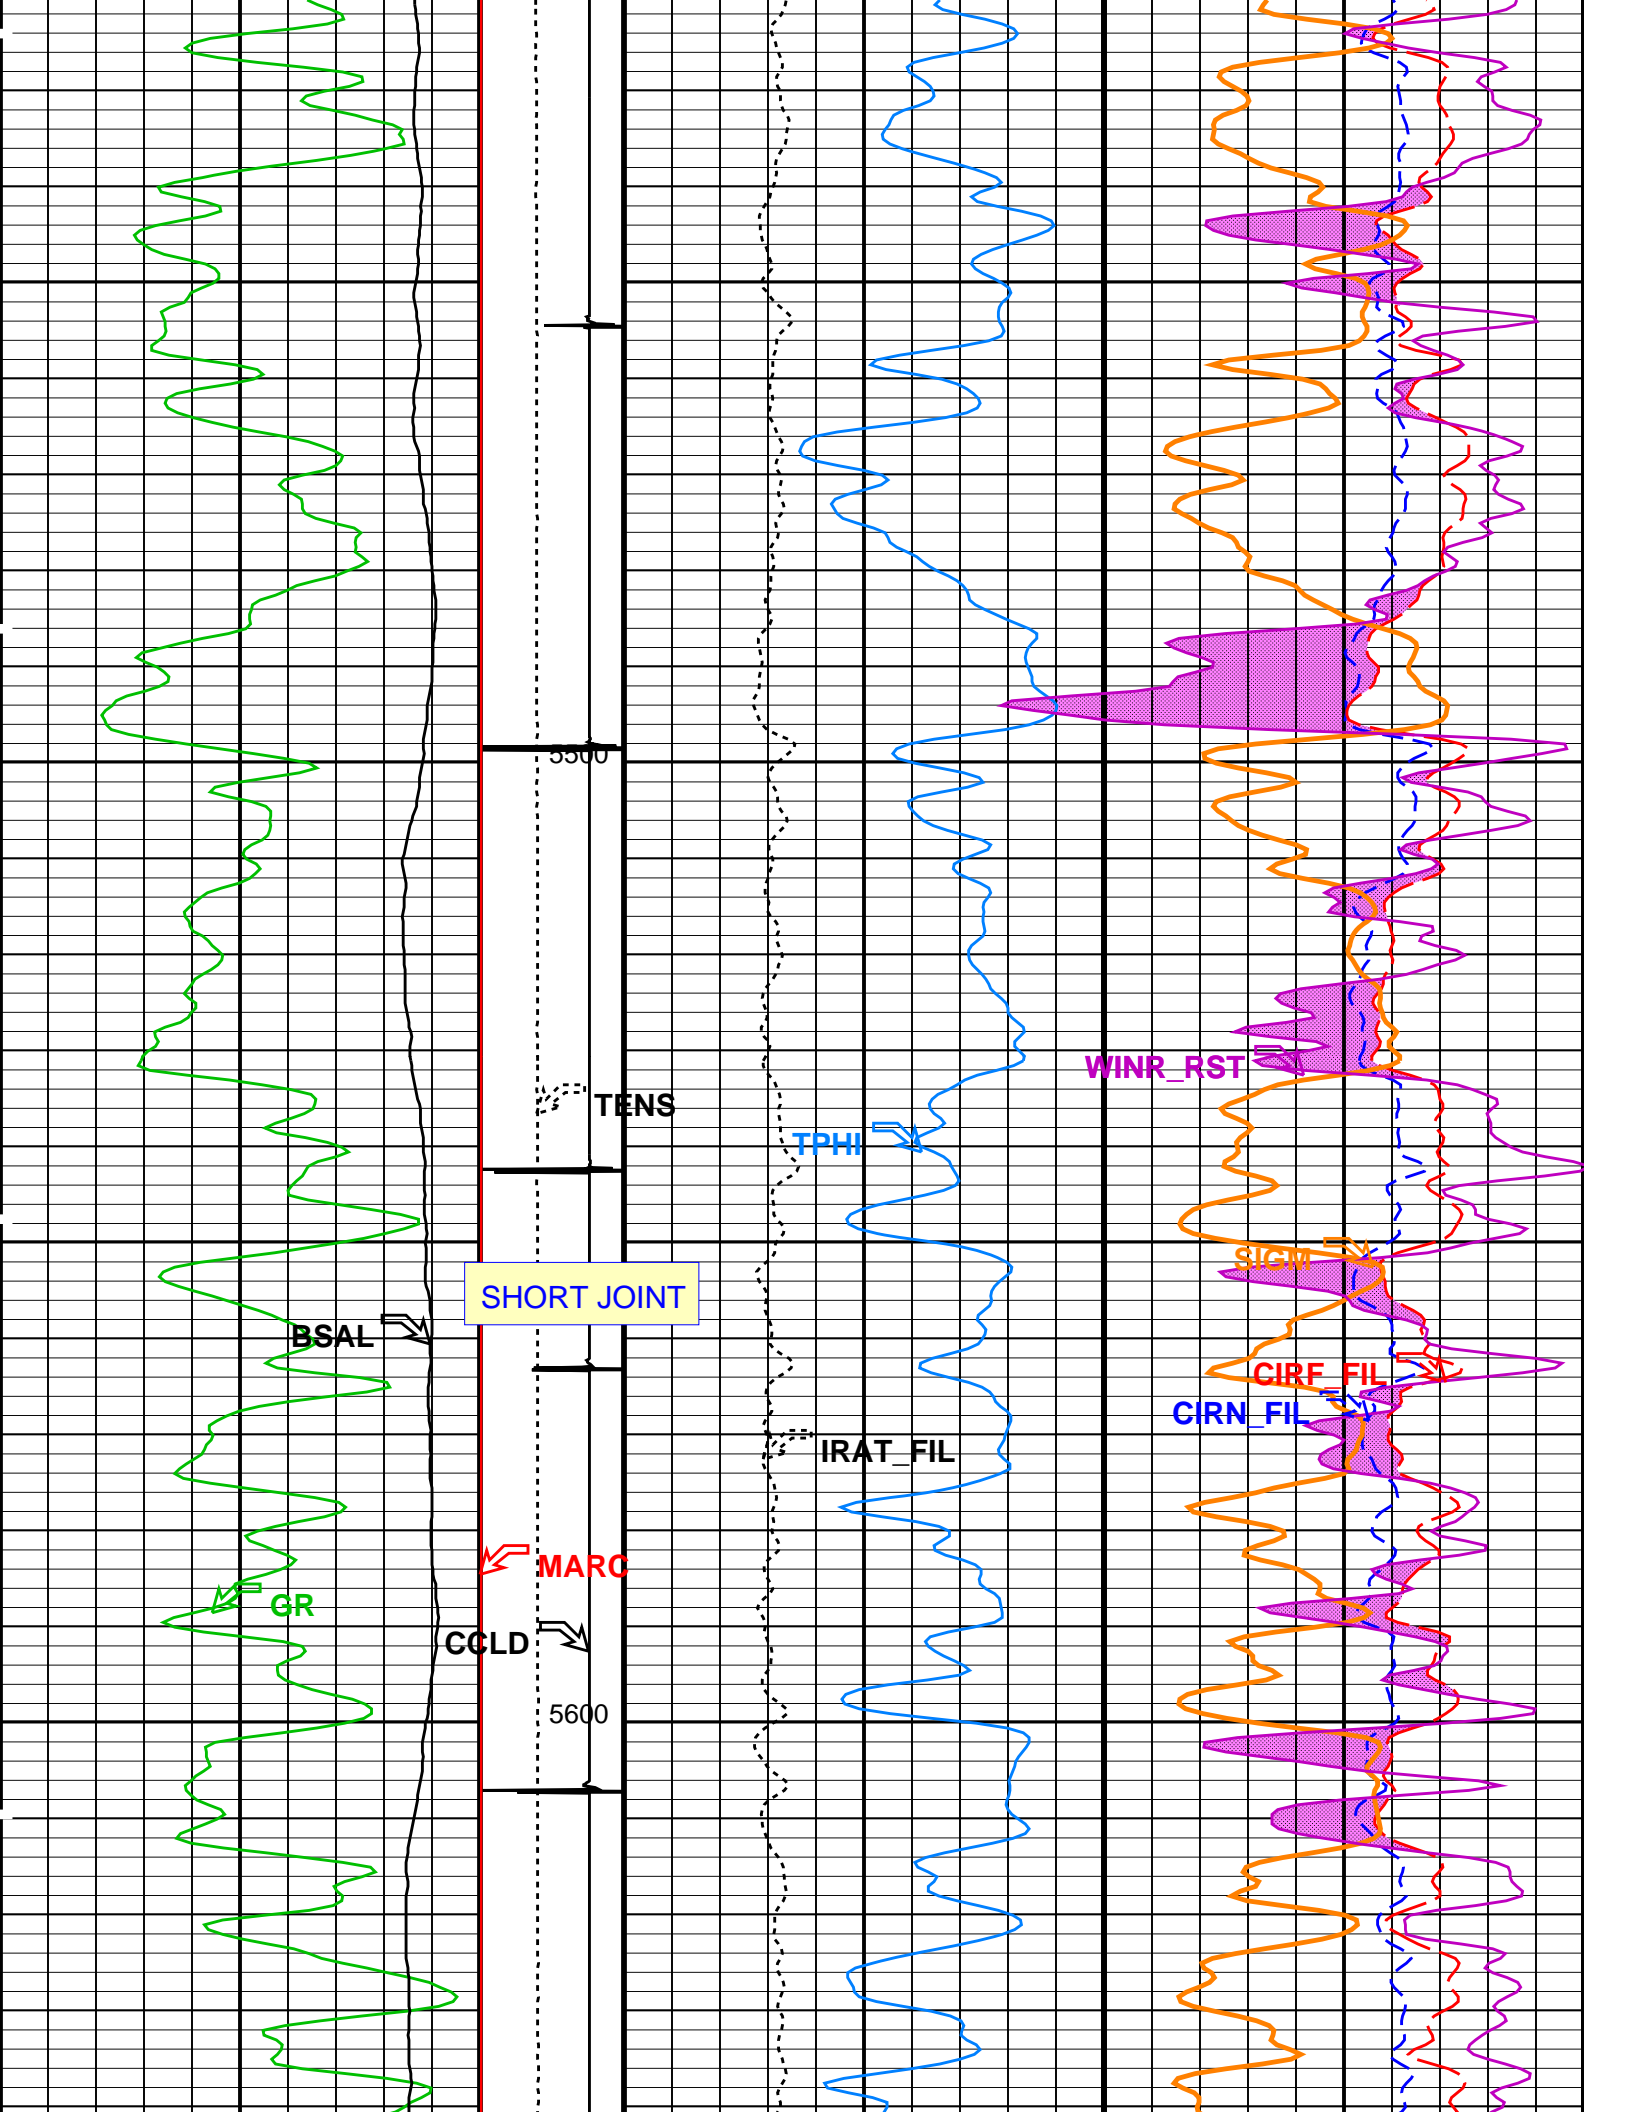 5500
WINR_RST
TENS
TPHI
SIGM
SHORT JOINT
BSAL
CIRF_FIL
CIRN_FIL
IRAT_FIL
MARC
GR
CCLD
5600